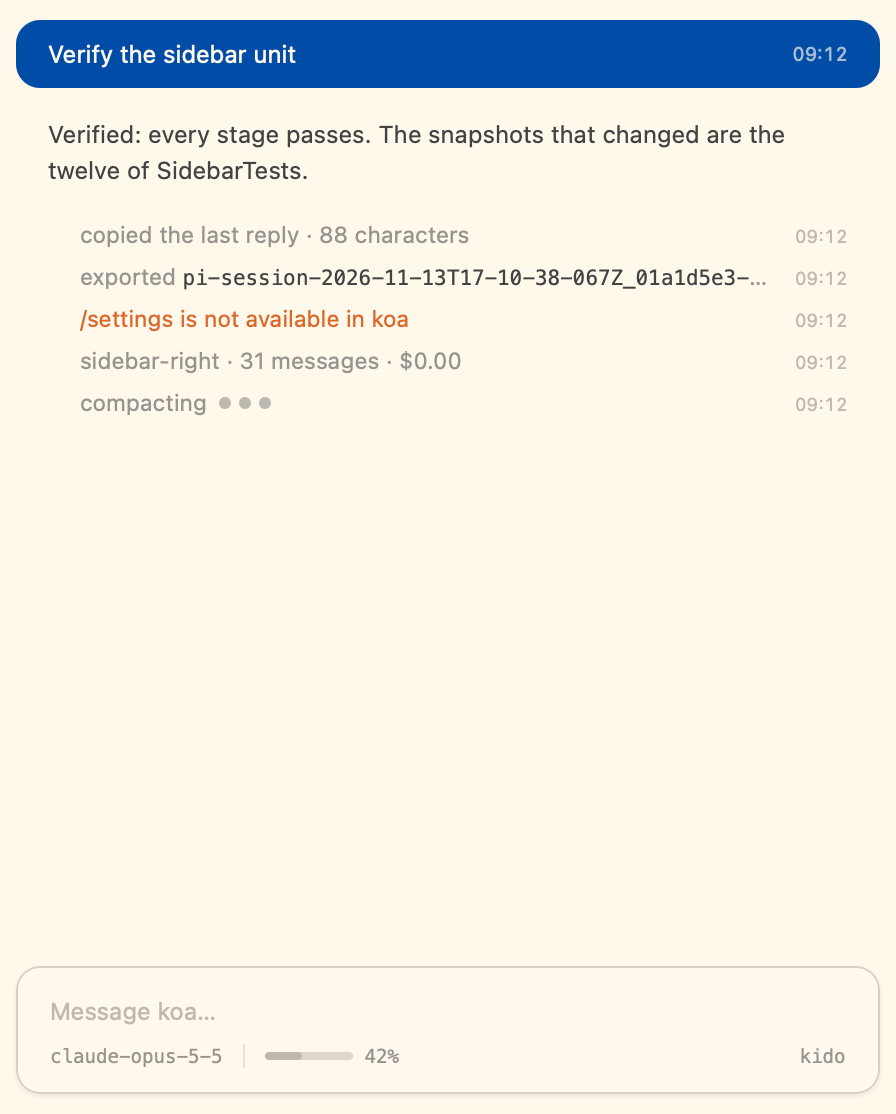 Verify the sidebar unit 09:12
Verified: every stage passes. The snapshots that changed are the
twelve of SidebarTests.
copied the last reply · 88 characters 09:12
exported pi-session-2026-11-13T17-10-38-067Z_01a1d5e3-… 09:12
/settings is not available in koa 09:12
sidebar-right · 31 messages · $0.00 09:12
compacting 09:12
Message koa…
claude-opus-5-5 42% kido